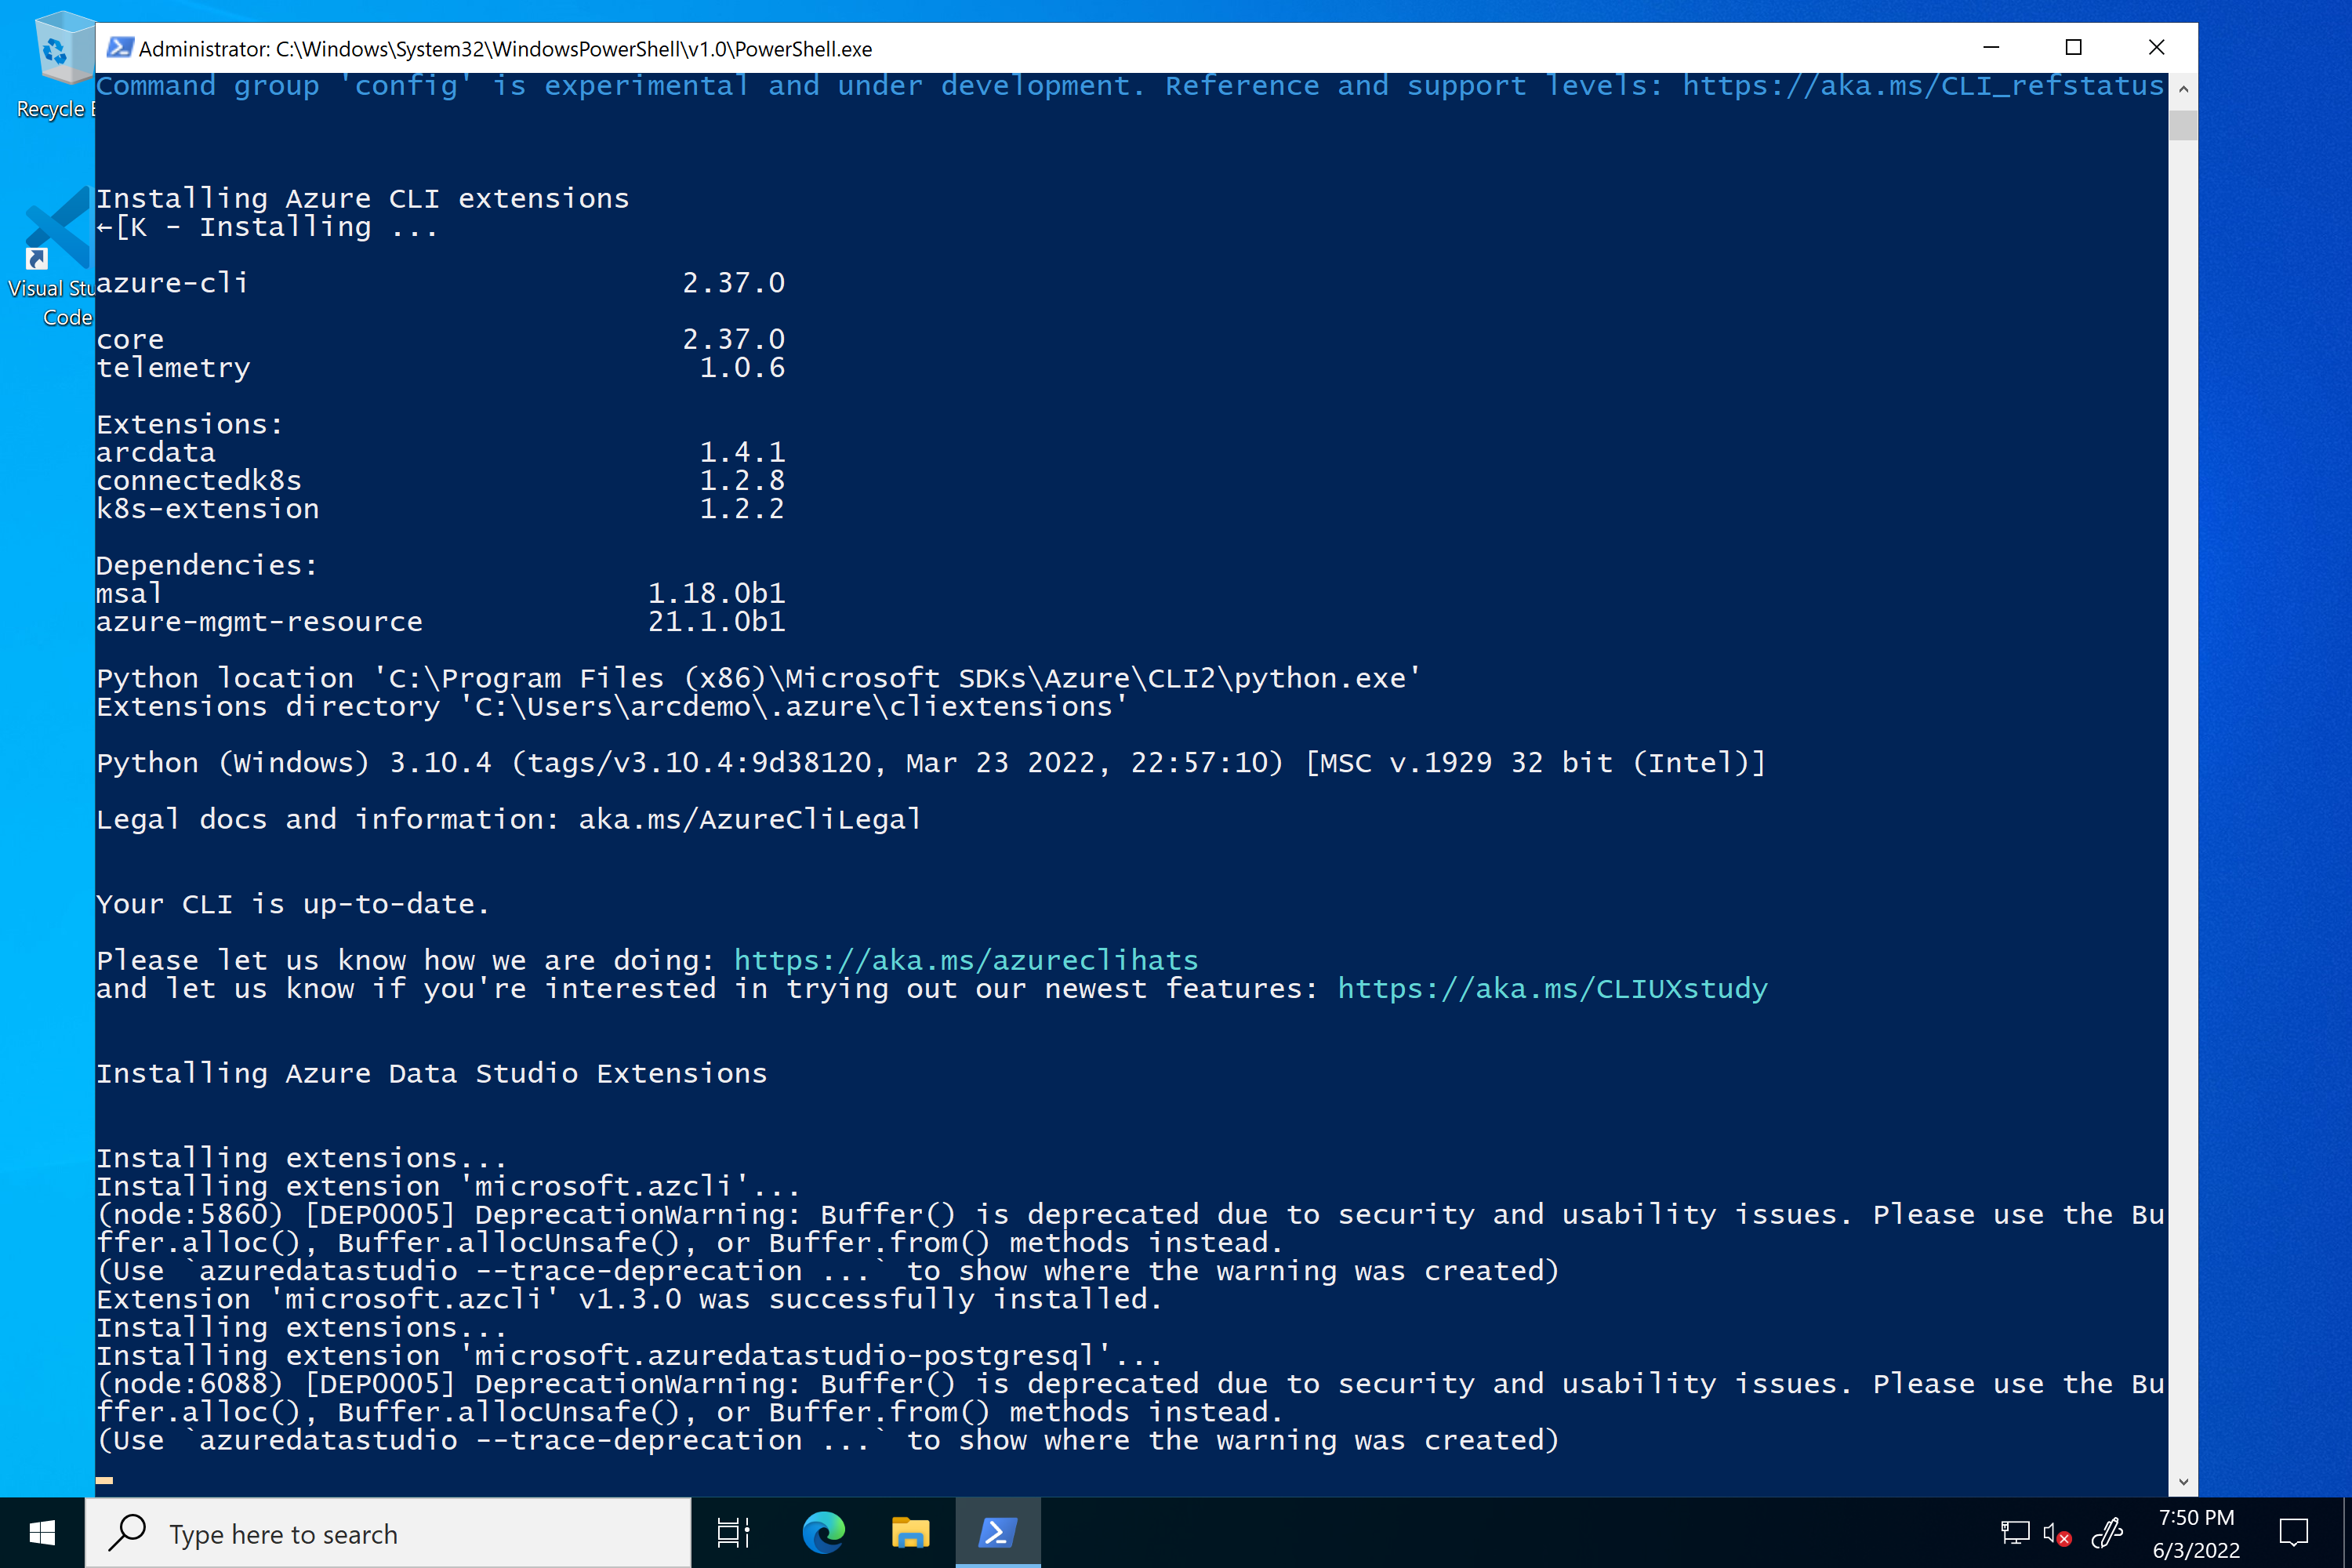 Recycle
Visual Stu
Code
Administrator: C:\Windows\System32\WindowsPowerShell\v1.0\PowerShell.exe
Command group 'config' is experimental and under development. Reference and support levels: https://aka.ms/CLI_refstatus
Installing Azure CLI extensions
←[K - Installing ...
azure-cli 2.37.0
core 2.37.0
telemetry 1.0.6
Extensions:
arcdata 1.4.1
connectedk8s 1.2.8
k8s-extension 1.2.2
Dependencies:
msal 1.18.0b1
azure-mgmt-resource 21.1.0b1
Python location 'C:\Program Files (x86)\Microsoft SDKs\Azure\CLI2\python.exe'
Extensions directory 'C:\Users\arcdemo\.azure\cliextensions'
Python (Windows) 3.10.4 (tags/v3.10.4:9d38120, Mar 23 2022, 22:57:10) [MSC v.1929 32 bit (Intel)]
Legal docs and information: aka.ms/AzureCliLegal
Your CLI is up-to-date.
Please let us know how we are doing: https://aka.ms/azureclihats
and let us know if you're interested in trying out our newest features: https://aka.ms/CLIUXstudy
Installing Azure Data Studio Extensions
Installing extensions...
Installing extension 'microsoft.azcli'...
(node:5860) [DEP0005] DeprecationWarning: Buffer() is deprecated due to security and usability issues. Please use the Bu
ffer.alloc(), Buffer.allocUnsafe(), or Buffer.from() methods instead.
(Use `azuredatastudio --trace-deprecation ...` to show where the warning was created)
Extension 'microsoft.azcli' v1.3.0 was successfully installed.
Installing extensions...
Installing extension 'microsoft.azuredatastudio-postgresql'...
(node:6088) [DEP0005] DeprecationWarning: Buffer() is deprecated due to security and usability issues. Please use the Bu
ffer.alloc(), Buffer.allocUnsafe(), or Buffer.from() methods instead.
(Use `azuredatastudio --trace-deprecation ...` to show where the warning was created)
Type here to search
7:50 PM
6/3/2022